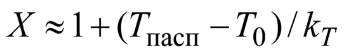 X ≈ 1 + (Tпасп − T0) / kT